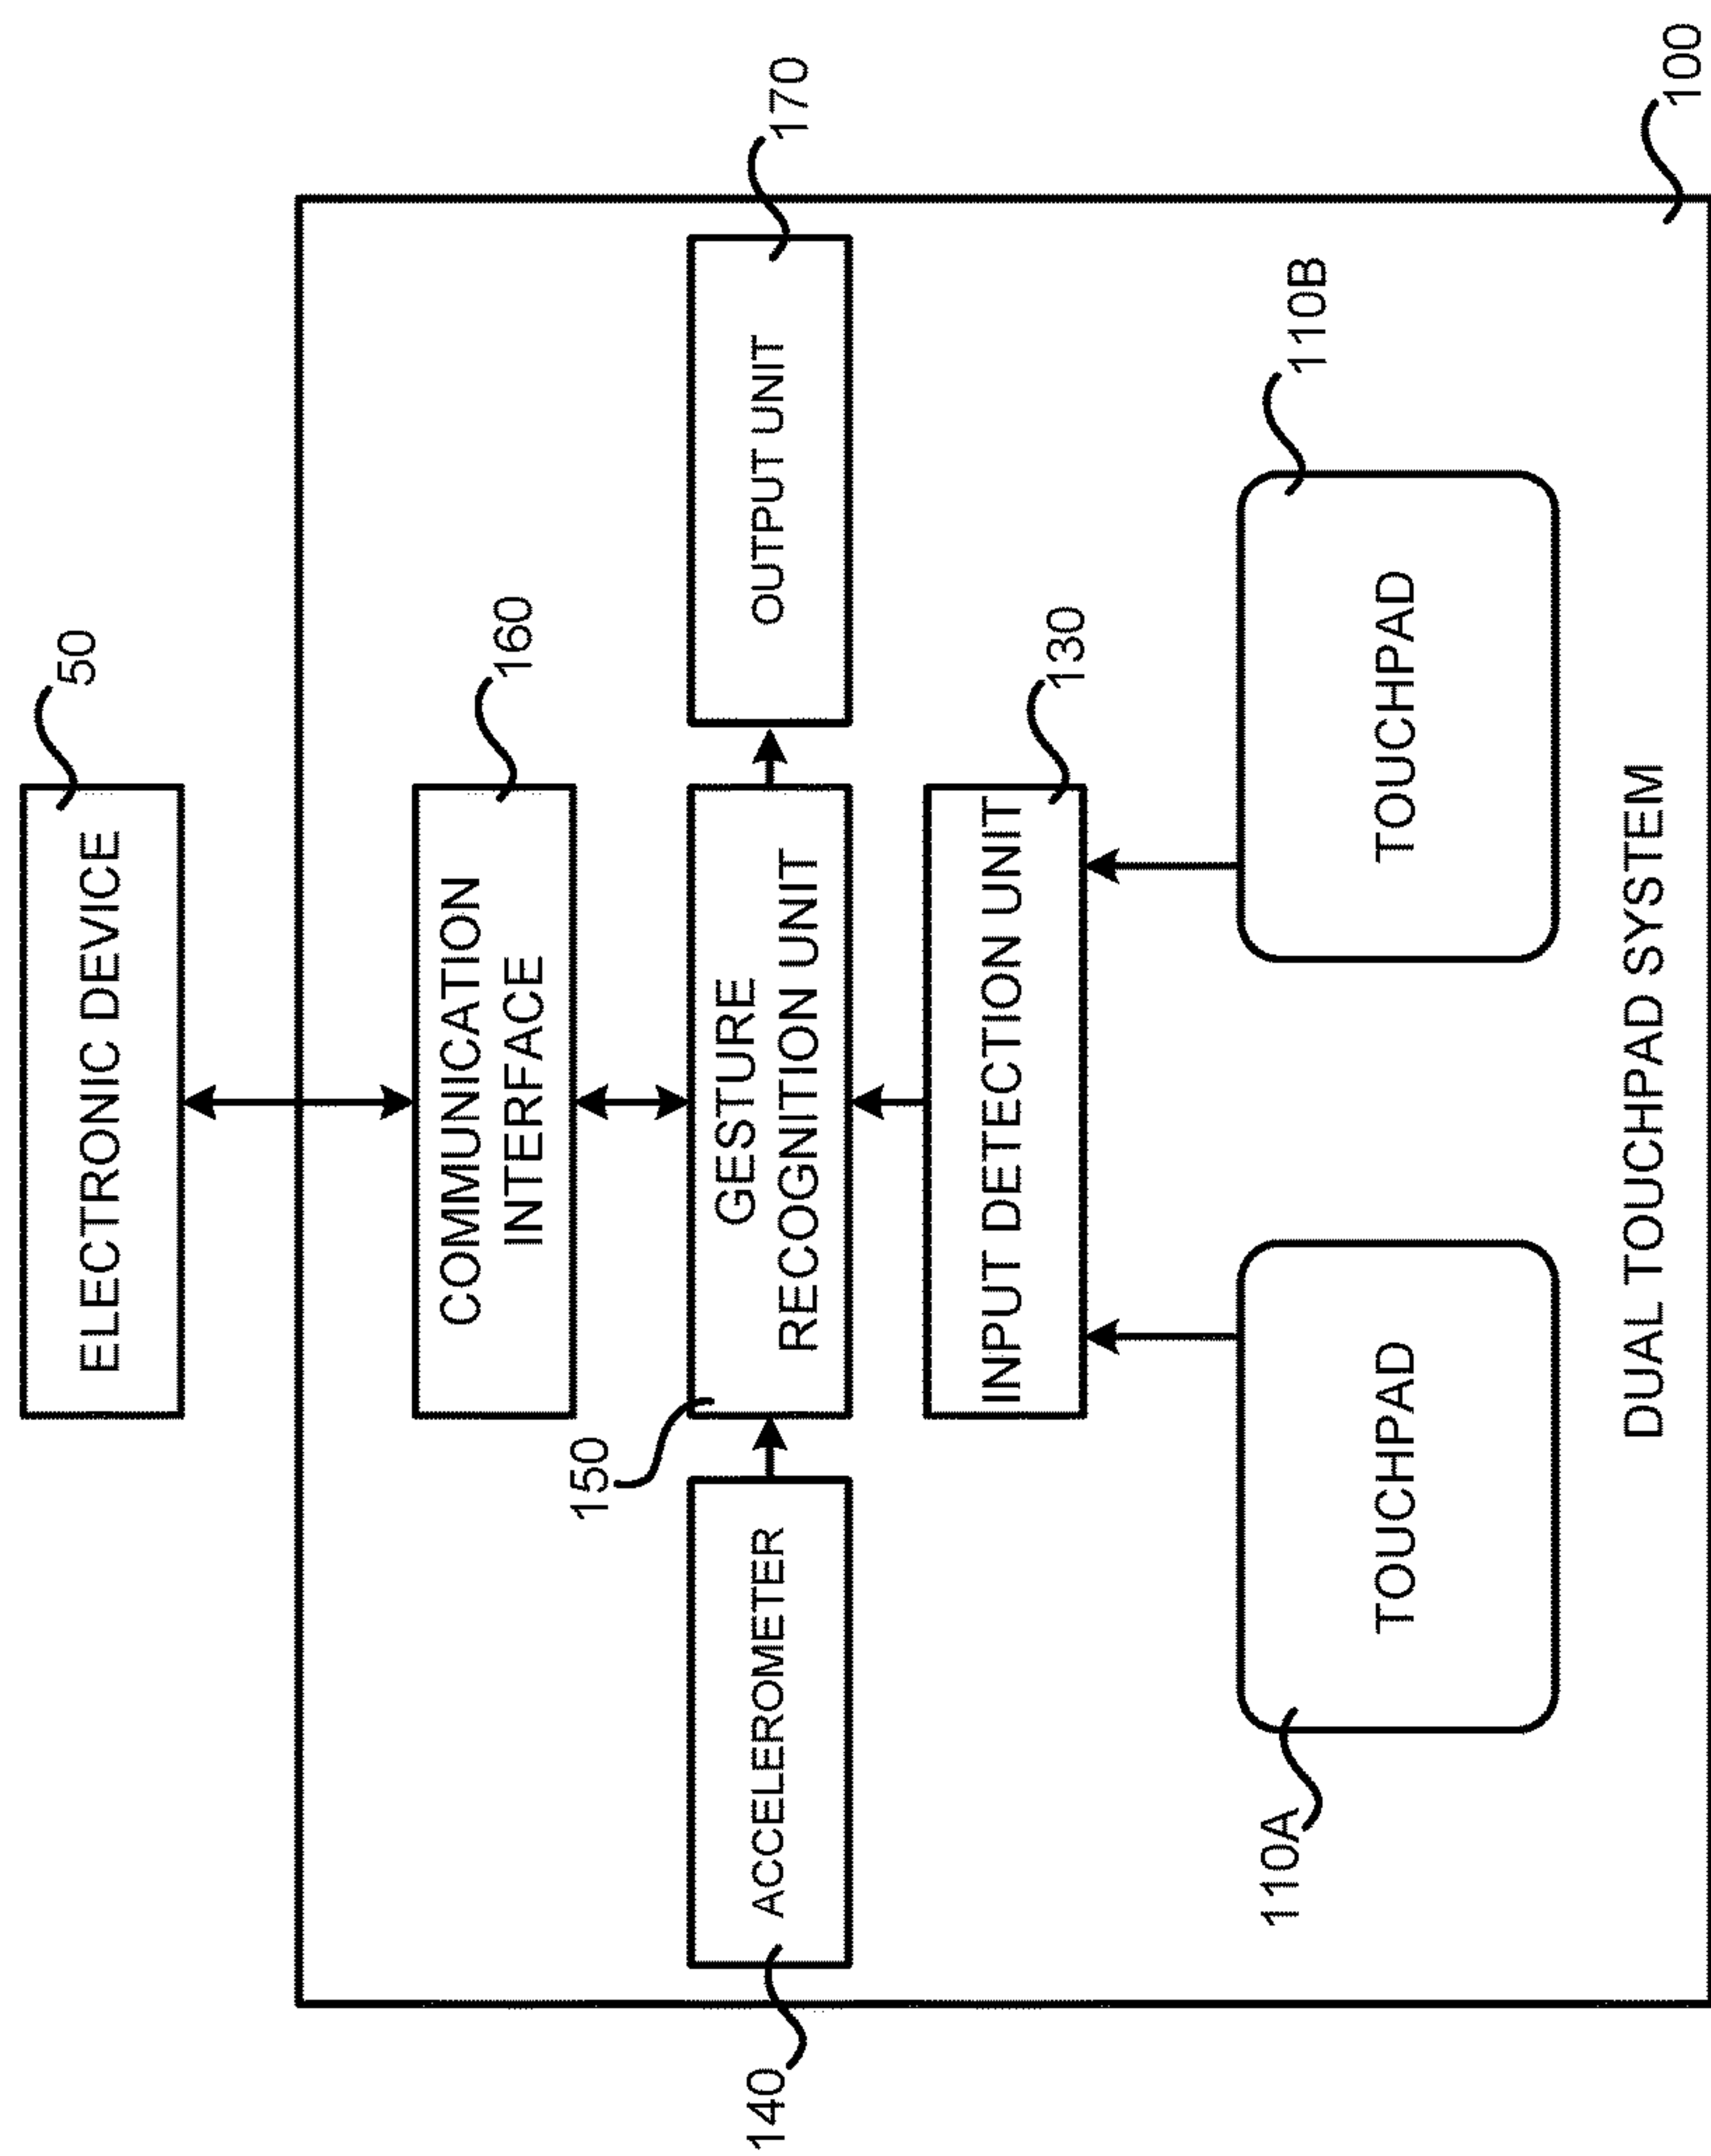 50
ELECTRONIC DEVICE
160
COMMUNICATION
INTERFACE
150
GESTURE
RECOGNITION UNIT
140
ACCELEROMETER
170
OUTPUT UNIT
130
INPUT DETECTION UNIT
110A
TOUCHPAD
110B
TOUCHPAD
DUAL TOUCHPAD SYSTEM
100